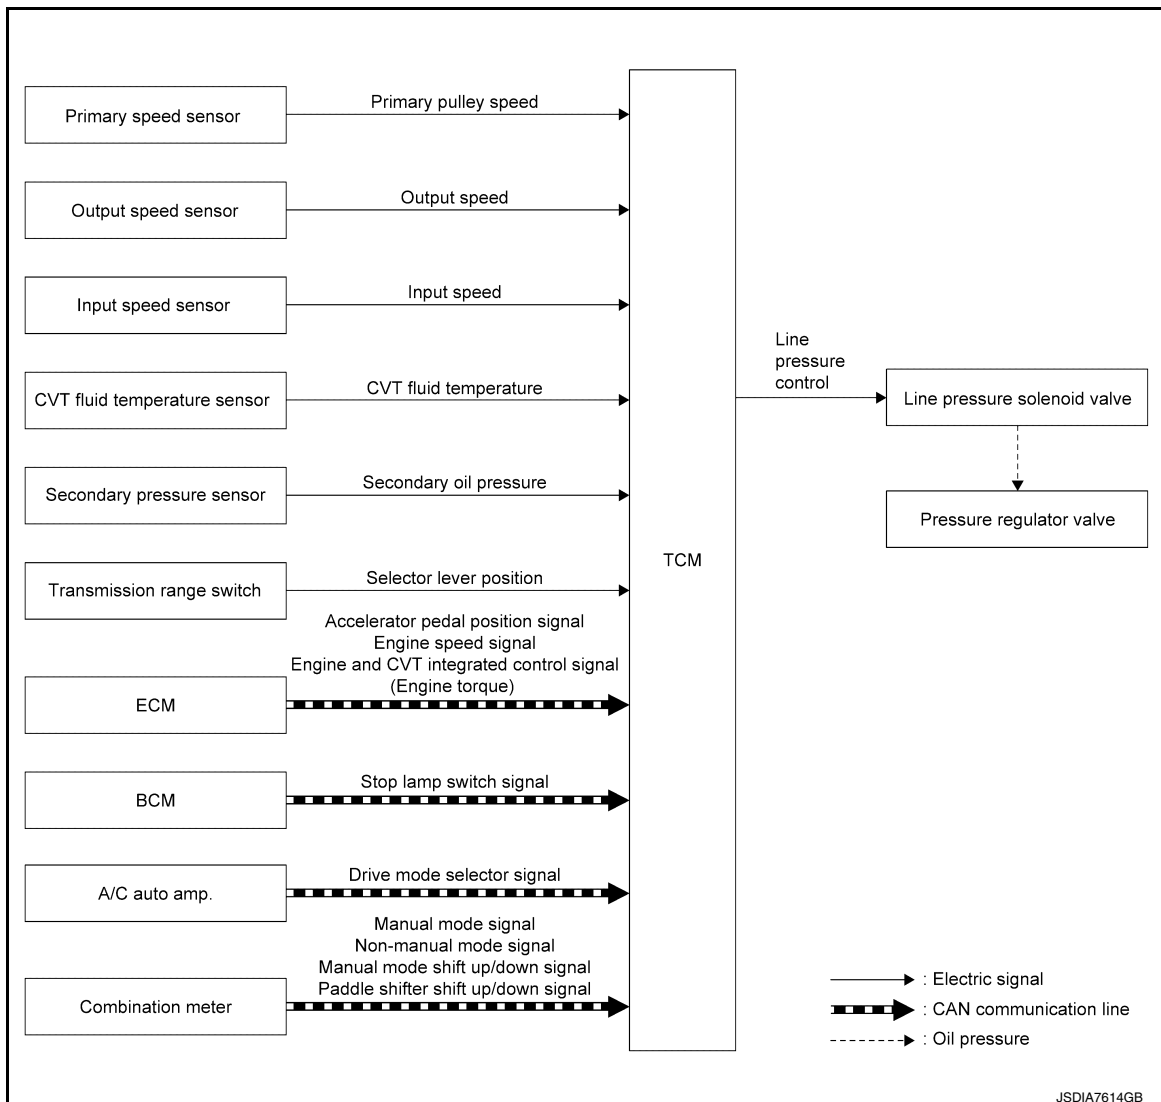 Primary speed sensor
Primary pulley speed
Output speed sensor
Output speed
Input speed sensor
Input speed
CVT fluid temperature sensor
CVT fluid temperature
Secondary pressure sensor
Secondary oil pressure
Transmission range switch
Selector lever position
ECM
Accelerator pedal position signal
Engine speed signal
Engine and CVT integrated control signal
(Engine torque)
BCM
Stop lamp switch signal
A/C auto amp.
Drive mode selector signal
Combination meter
Manual mode signal
Non-manual mode signal
Manual mode shift up/down signal
Paddle shifter shift up/down signal
TCM
Line
pressure
control
Line pressure solenoid valve
Pressure regulator valve
: Electric signal
: CAN communication line
: Oil pressure
JSDIA7614GB